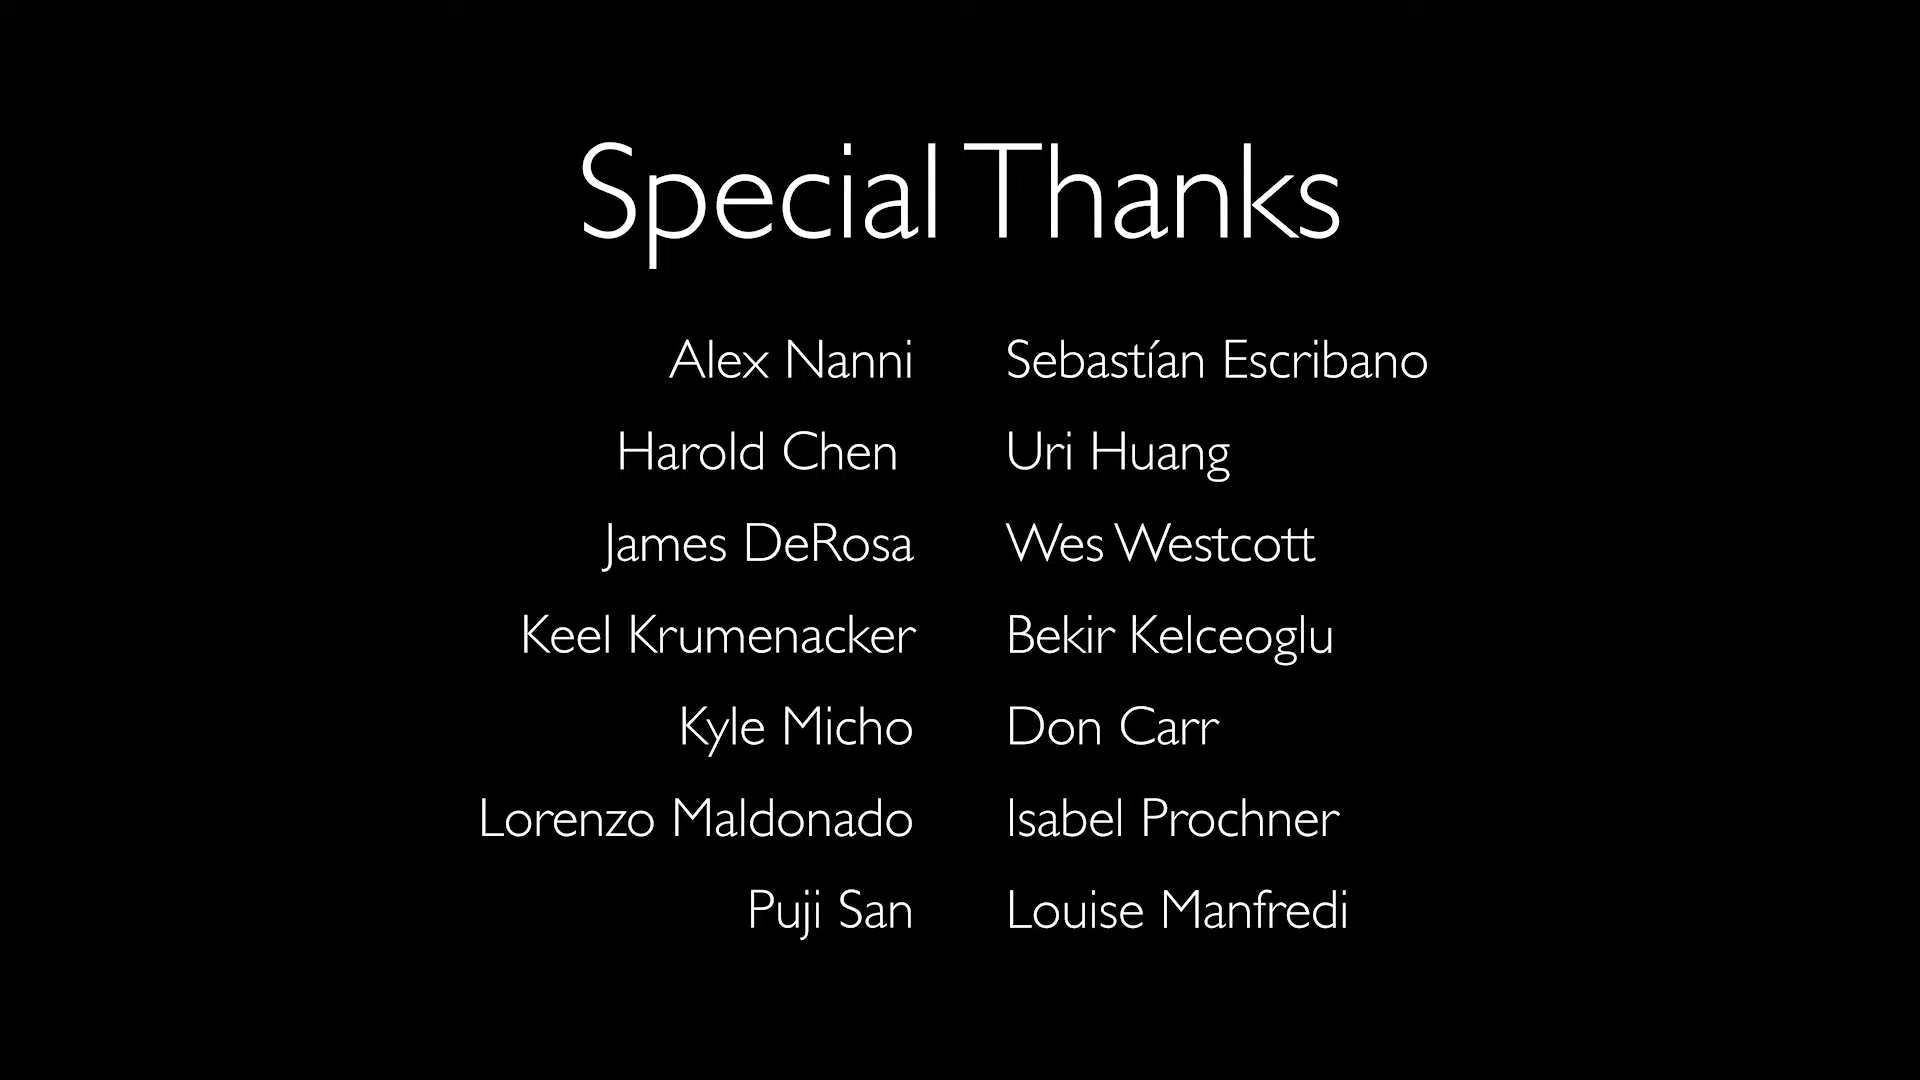 Special Thanks
Alex Nanni Sebastían Escribano
Harold Chen Uri Huang
James DeRosa Wes Westcott
Keel Krumenacker Bekir Kelceoglu
Kyle Micho Don Carr
Lorenzo Maldonado Isabel Prochner
Puji San Louise Manfredi